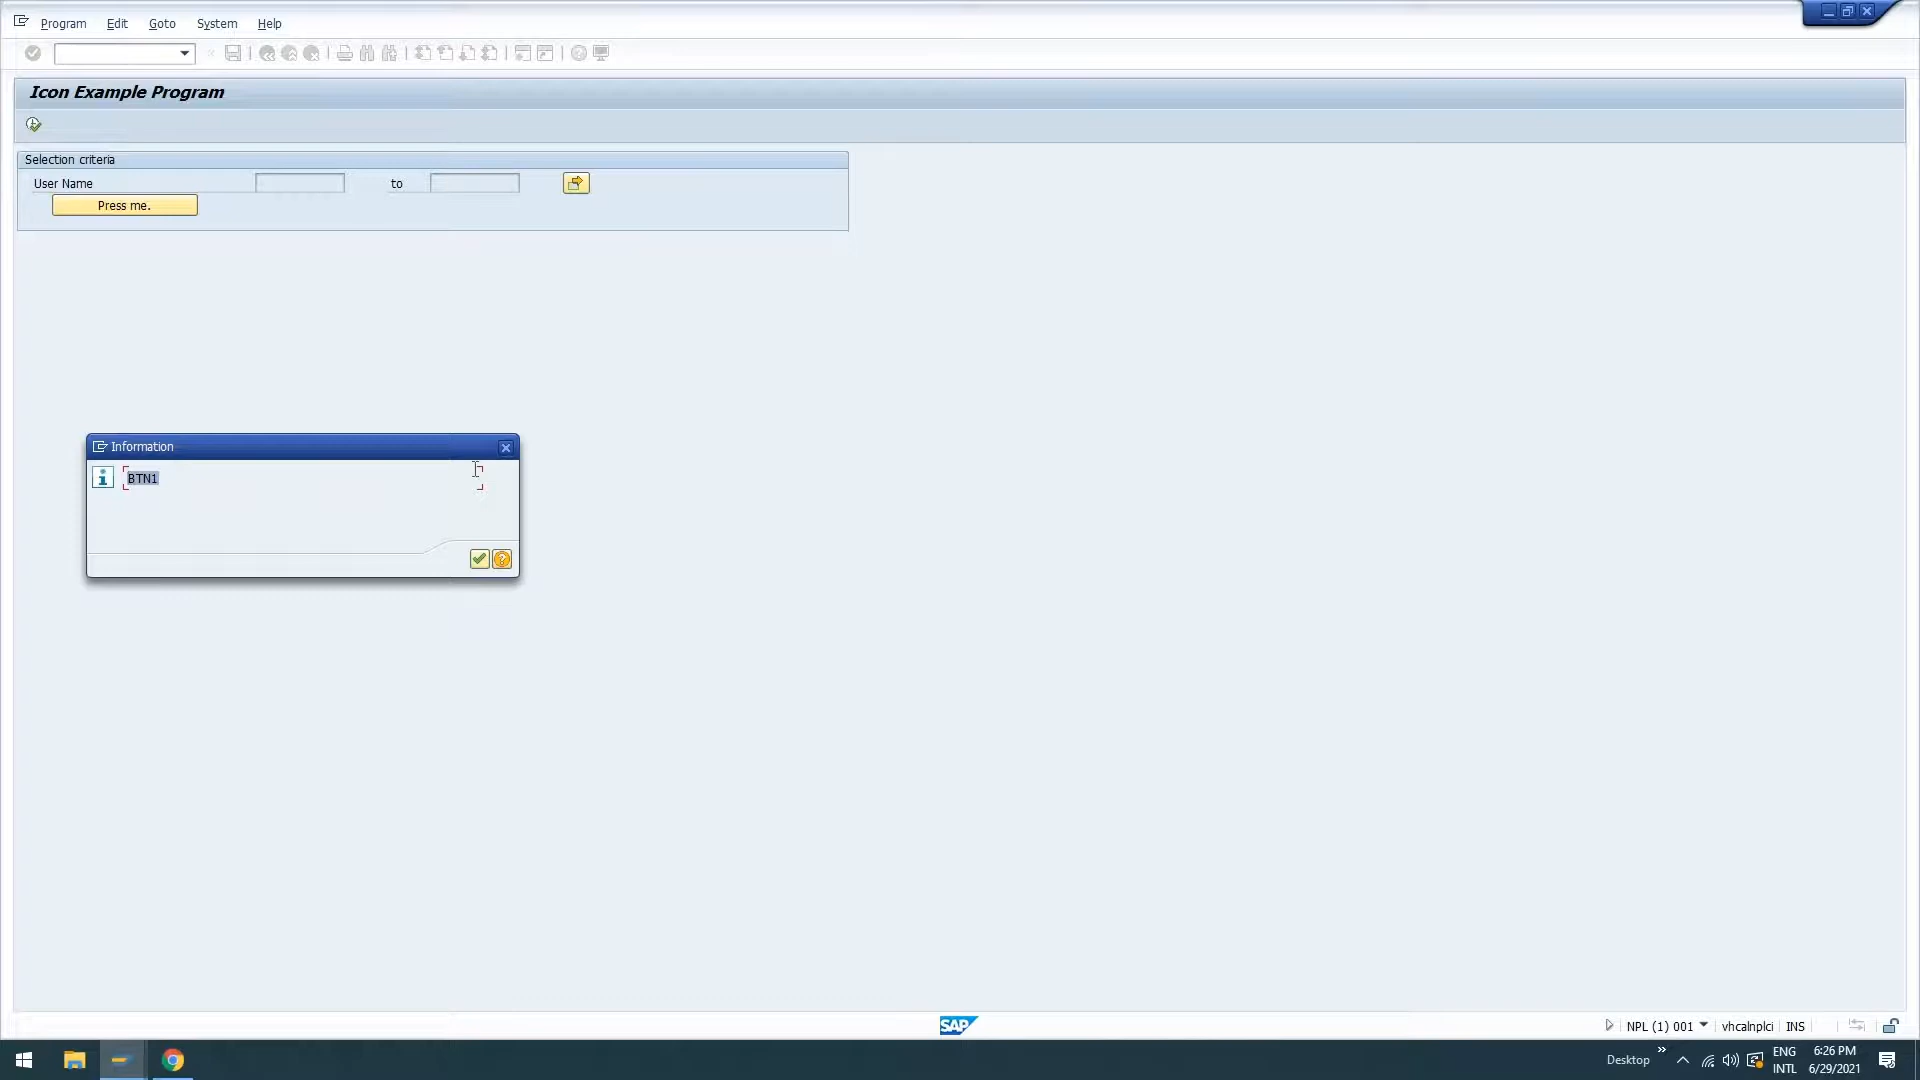 Program Edit Goto System Help
Icon Example Program
Selection criteria
User Name to
Press me.
Information
BTN1
SAP
NPL (1) 001 vhcalnplci INS
Desktop ENG 6:26 PM
INTL 6/29/2021